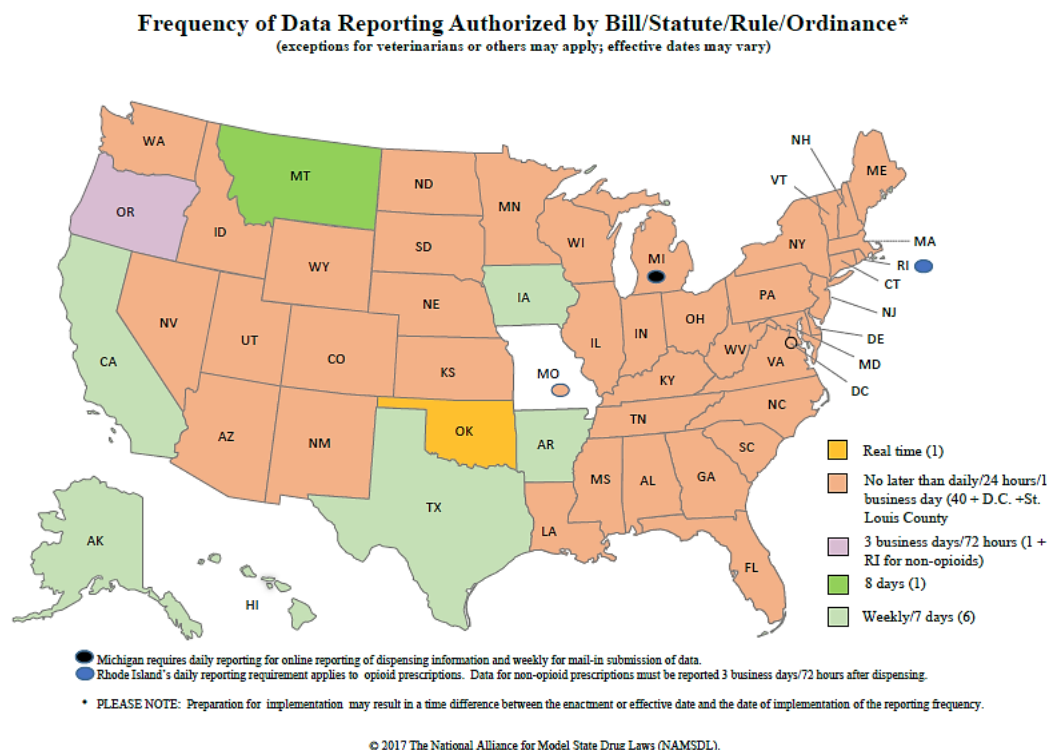 Frequency of Data Reporting Authorized by Bill/Statute/Rule/Ordinance*
(exceptions for veterinarians or others may apply; effective dates may vary)
NH
WA
ME
VT
MT
ND
OR
MN
ID
SD
WI
NY
MA
MI
RI
WY
CT
IA
NE
PA
NJ
NV
OH
UT
IL
IN
DE
WV
CO
CA
VA
MD
KS
MO
KY
DC
NC
TN
OK
AZ
NM
AR
SC
Real time (1)
MS
AL
GA
No later than daily/24 hours/1
business day (40 + D.C. +St.
Louis County
TX
LA
AK
3 business days/72 hours (1 +
RI for non-opioids)
FL
8 days (1)
HI
Weekly/7 days (6)
Michigan requires daily reporting for online reporting of dispensing information and weekly for mail-in submission of data.
Rhode Island's daily reporting requirement applies to opioid prescriptions. Data for non-opioid prescriptions must be reported 3 business days/72 hours after dispensing.
* PLEASE NOTE: Preparation for implementation may result in a time difference between the enactment or effective date and the date of implementation of the reporting frequency.
© 2017 The National Alliance for Model State Drug Laws (NAMSDL).